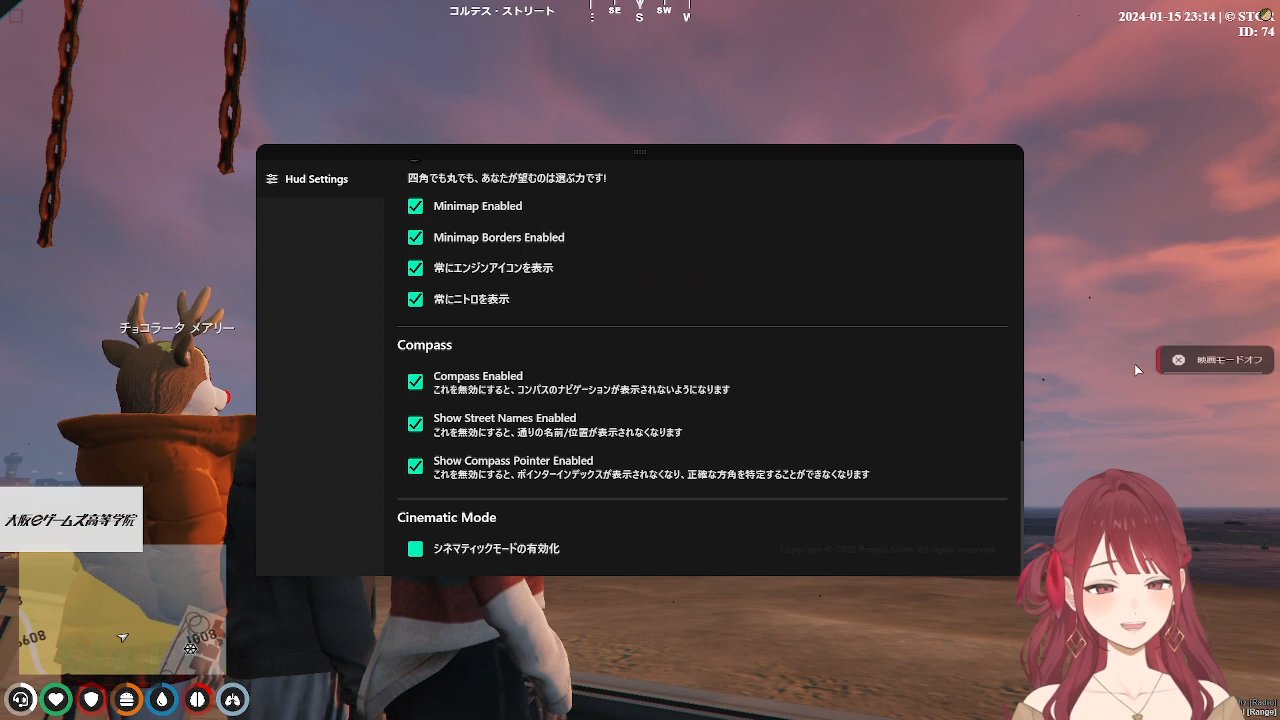 コルテス・ストリート
SE
S
SW
W
2024-01-15 23:14 | © ST
ID: 74
Hud Settings
四角でも丸でも、あなたが望むのは選ぶ力です!
Minimap Enabled
Minimap Borders Enabled
常にエンジンアイコンを表示
常にニトロを表示
Compass
Compass Enabled
これを無効にすると、コンパスのナビゲーションが表示されないようになります
Show Street Names Enabled
これを無効にすると、通りの名前/位置が表示されなくなります
Show Compass Pointer Enabled
これを無効にすると、ポインターインデックスが表示されなくなり、正確な方角を特定することができなくなります
Cinematic Mode
シネマティックモードの有効化
Copyright © 2022 Project Sloth. All rights reserved.
映画モードオフ
チョコラータ メアリー
大阪eゲームズ高等学院
[Radio]
[Range]